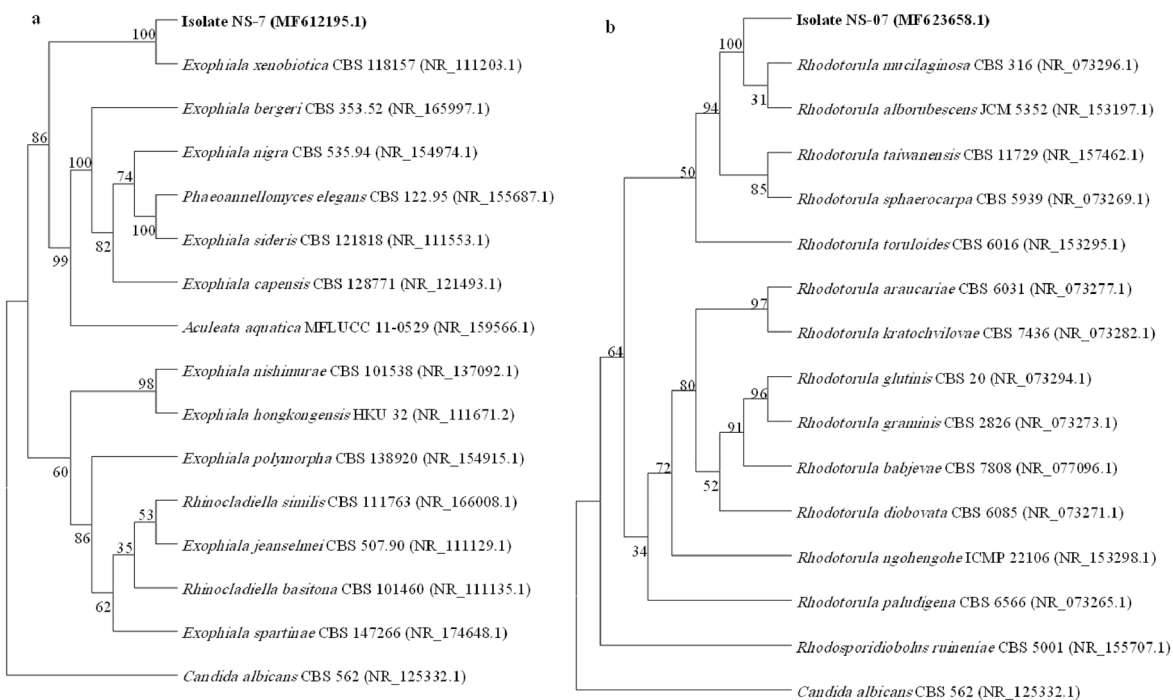 a
Isolate NS-7 (MF612195.1)
100
Exophiala xenobiotica CBS 118157 (NR_111203.1)
86
Exophiala bergeri CBS 353.52 (NR_165997.1)
100
Exophiala nigra CBS 535.94 (NR_154974.1)
74
Phaeoannellomyces elegans CBS 122.95 (NR_155687.1)
100
Exophiala sideris CBS 121818 (NR_111553.1)
82
99
Exophiala capensis CBS 128771 (NR_121493.1)
Aculeata aquatica MFLUCC 11-0529 (NR_159566.1)
Exophiala nishimurae CBS 101538 (NR_137092.1)
98
Exophiala hongkongensis HKU 32 (NR_111671.2)
60
Exophiala polymorpha CBS 138920 (NR_154915.1)
Rhinocladiella similis CBS 111763 (NR_166008.1)
53
86
Exophiala jeanselmei CBS 507.90 (NR_111129.1)
35
Rhinocladiella basitona CBS 101460 (NR_111135.1)
62
Exophiala spartinae CBS 147266 (NR_174648.1)
Candida albicans CBS 562 (NR_125332.1)
b
Isolate NS-07 (MF623658.1)
100
Rhodotorula mucilaginosa CBS 316 (NR_073296.1)
31
94
Rhodotorula alborubescens JCM 5352 (NR_153197.1)
Rhodotorula taiwanensis CBS 11729 (NR_157462.1)
50
85
Rhodotorula sphaerocarpa CBS 5939 (NR_073269.1)
Rhodotorula toruloides CBS 6016 (NR_153295.1)
Rhodotorula araucariae CBS 6031 (NR_073277.1)
97
Rhodotorula kratochvilovae CBS 7436 (NR_073282.1)
64
Rhodotorula glutinis CBS 20 (NR_073294.1)
80
96
Rhodotorula graminis CBS 2826 (NR_073273.1)
91
Rhodotorula babjevae CBS 7808 (NR_077096.1)
72
52
Rhodotorula diobovata CBS 6085 (NR_073271.1)
34
Rhodotorula ngohengohe ICMP 22106 (NR_153298.1)
Rhodotorula paludigena CBS 6566 (NR_073265.1)
Rhodosporidiobolus ruineniae CBS 5001 (NR_155707.1)
Candida albicans CBS 562 (NR_125332.1)